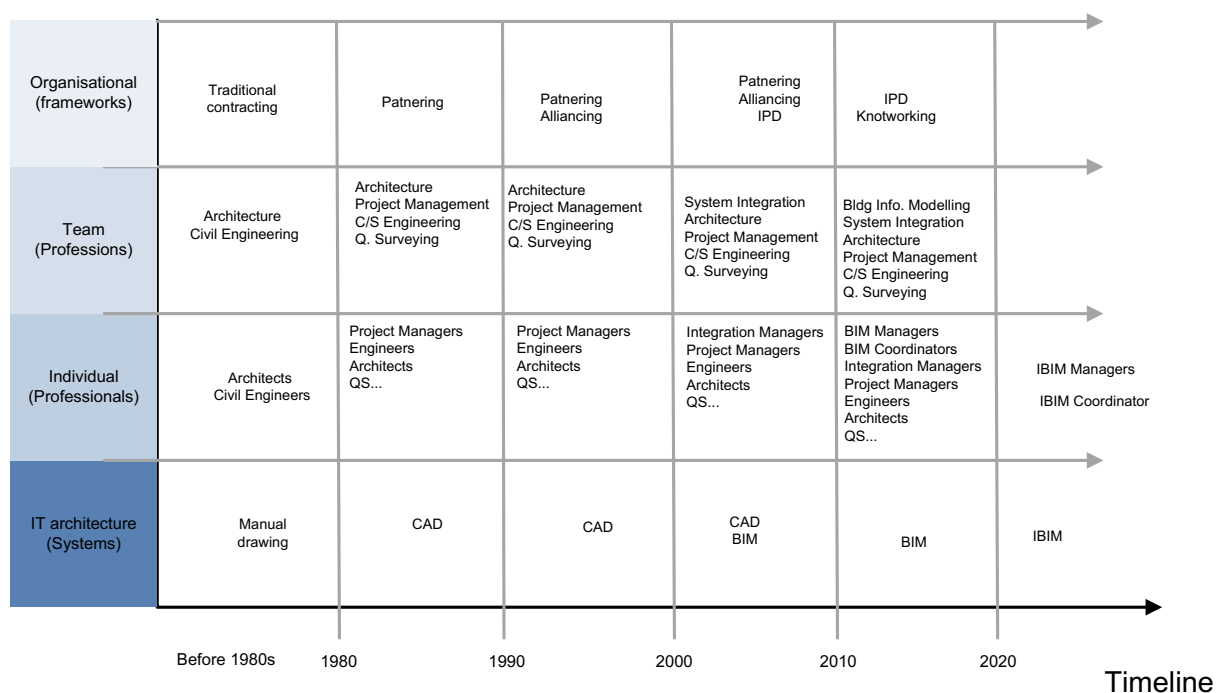 Organisational
(frameworks)
Traditional
contracting
Patnering
Patnering
Alliancing
Patnering
Alliancing
IPD
IPD
Knotworking
Team
(Professions)
Architecture
Civil Engineering
Architecture
Project Management
C/S Engineering
Q. Surveying
Architecture
Project Management
C/S Engineering
Q. Surveying
System Integration
Architecture
Project Management
C/S Engineering
Q. Surveying
Bldg Info. Modelling
System Integration
Architecture
Project Management
C/S Engineering
Q. Surveying
Individual
(Professionals)
Architects
Civil Engineers
Project Managers
Engineers
Architects
QS...
Project Managers
Engineers
Architects
QS...
Integration Managers
Project Managers
Engineers
Architects
QS...
BIM Managers
BIM Coordinators
Integration Managers
Project Managers
Engineers
Architects
QS...
IBIM Managers
IBIM Coordinator
IT architecture
(Systems)
Manual
drawing
CAD
CAD
CAD
BIM
BIM
IBIM
Before 1980s
1980
1990
2000
2010
2020
Timeline